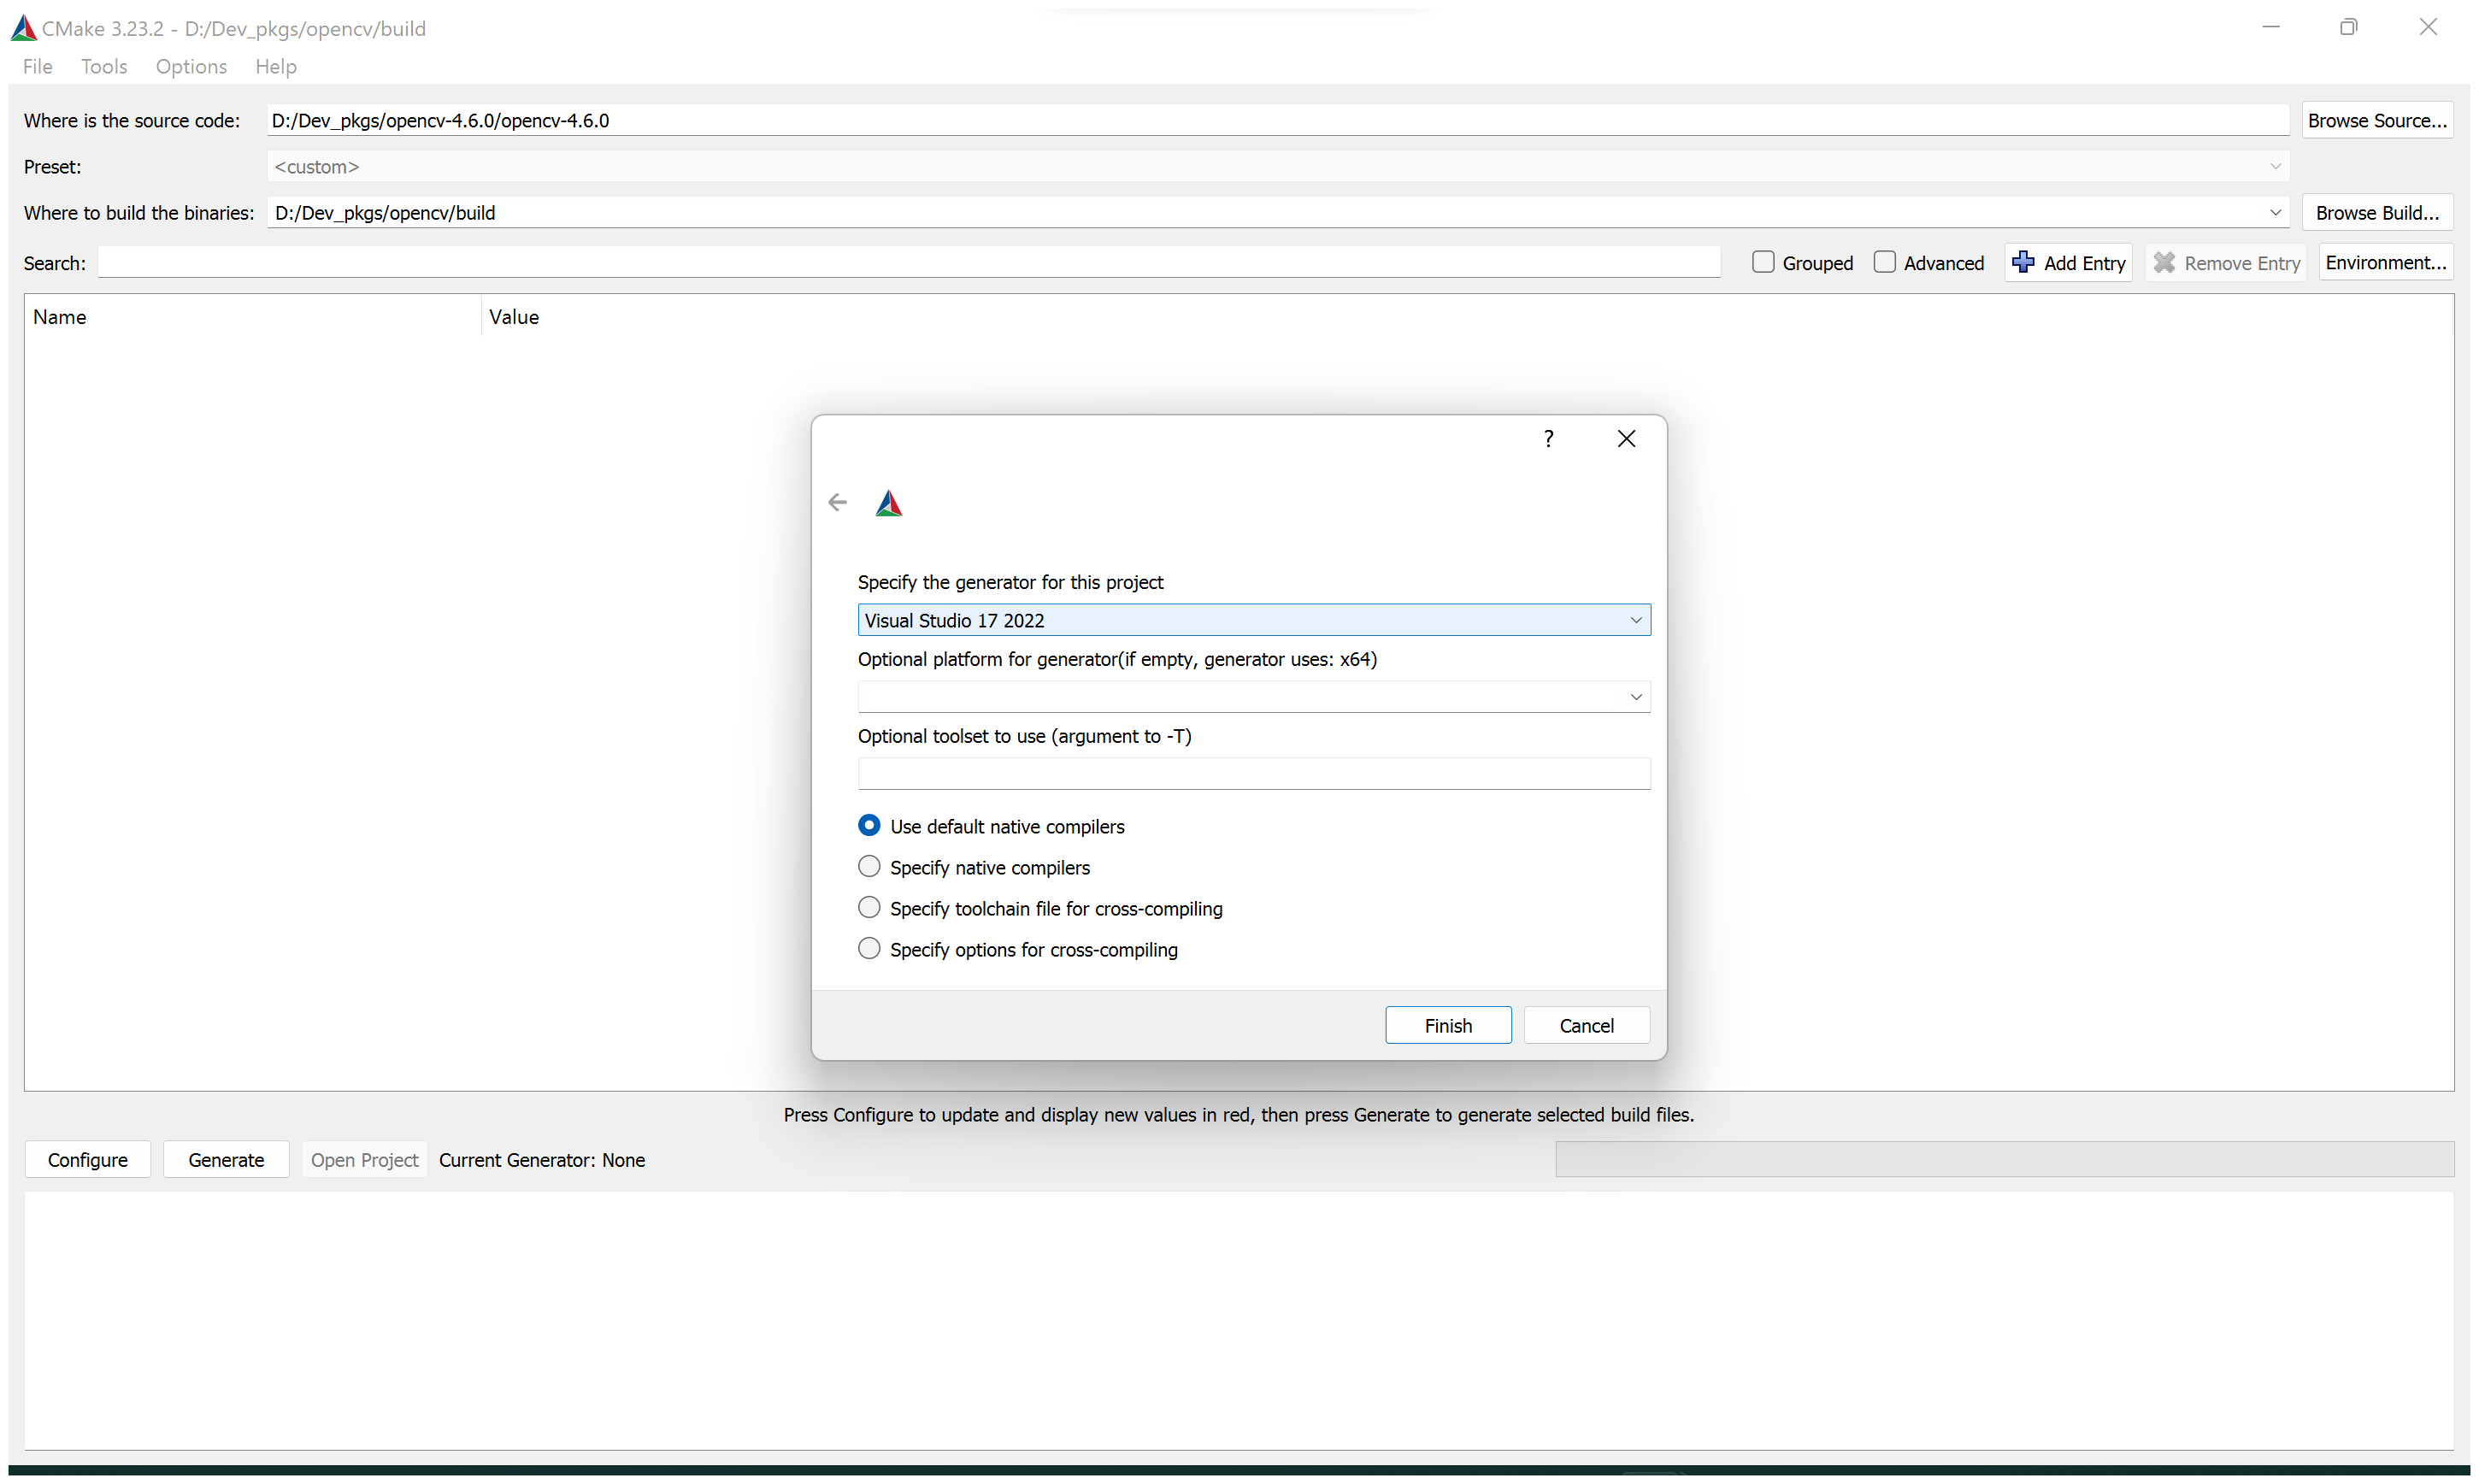 CMake 3.23.2 - D:/Dev_pkgs/opencv/build
File Tools Options Help
Where is the source code: D:/Dev_pkgs/opencv-4.6.0/opencv-4.6.0 Browse Source...
Preset: <custom>
Where to build the binaries: D:/Dev_pkgs/opencv/build Browse Build...
Search: Grouped Advanced Add Entry Remove Entry Environment...
Name Value
?
Specify the generator for this project
Visual Studio 17 2022
Optional platform for generator(if empty, generator uses: x64)
Optional toolset to use (argument to -T)
Use default native compilers
Specify native compilers
Specify toolchain file for cross-compiling
Specify options for cross-compiling
Finish Cancel
Press Configure to update and display new values in red, then press Generate to generate selected build files.
Configure Generate Open Project Current Generator: None